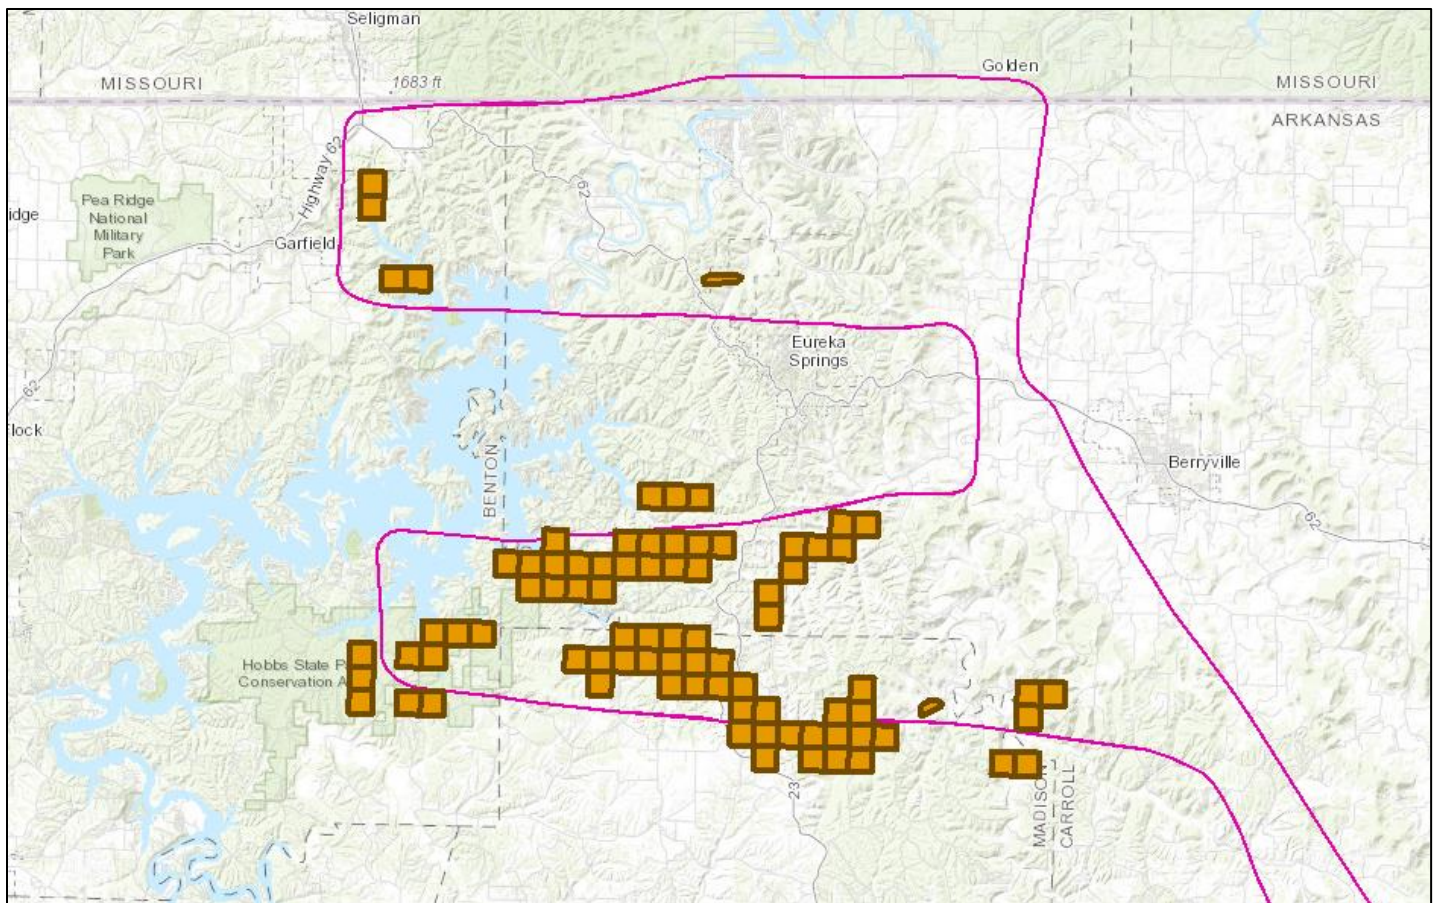 Seligman
MISSOURI
1683 ft
Golden
MISSOURI
ARKANSAS
Highway 62
62
Pea Ridge
National
Military
Park
idge
Garfield
Eureka
Springs
62
flock
BENTON
Berryville
62
Hobbs State P
Conservation A
23
MADISON
CARROLL